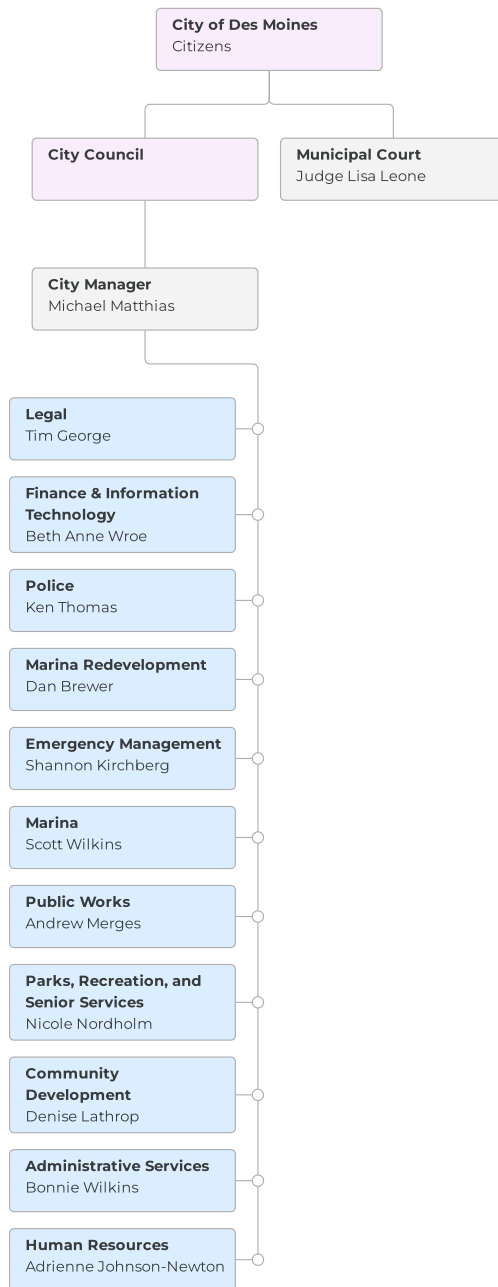 City of Des Moines
Citizens
City Council
Municipal Court
Judge Lisa Leone
City Manager
Michael Matthias
Legal
Tim George
Finance & Information
Technology
Beth Anne Wroe
Police
Ken Thomas
Marina Redevelopment
Dan Brewer
Emergency Management
Shannon Kirchberg
Marina
Scott Wilkins
Public Works
Andrew Merges
Parks, Recreation, and
Senior Services
Nicole Nordholm
Community
Development
Denise Lathrop
Administrative Services
Bonnie Wilkins
Human Resources
Adrienne Johnson-Newton